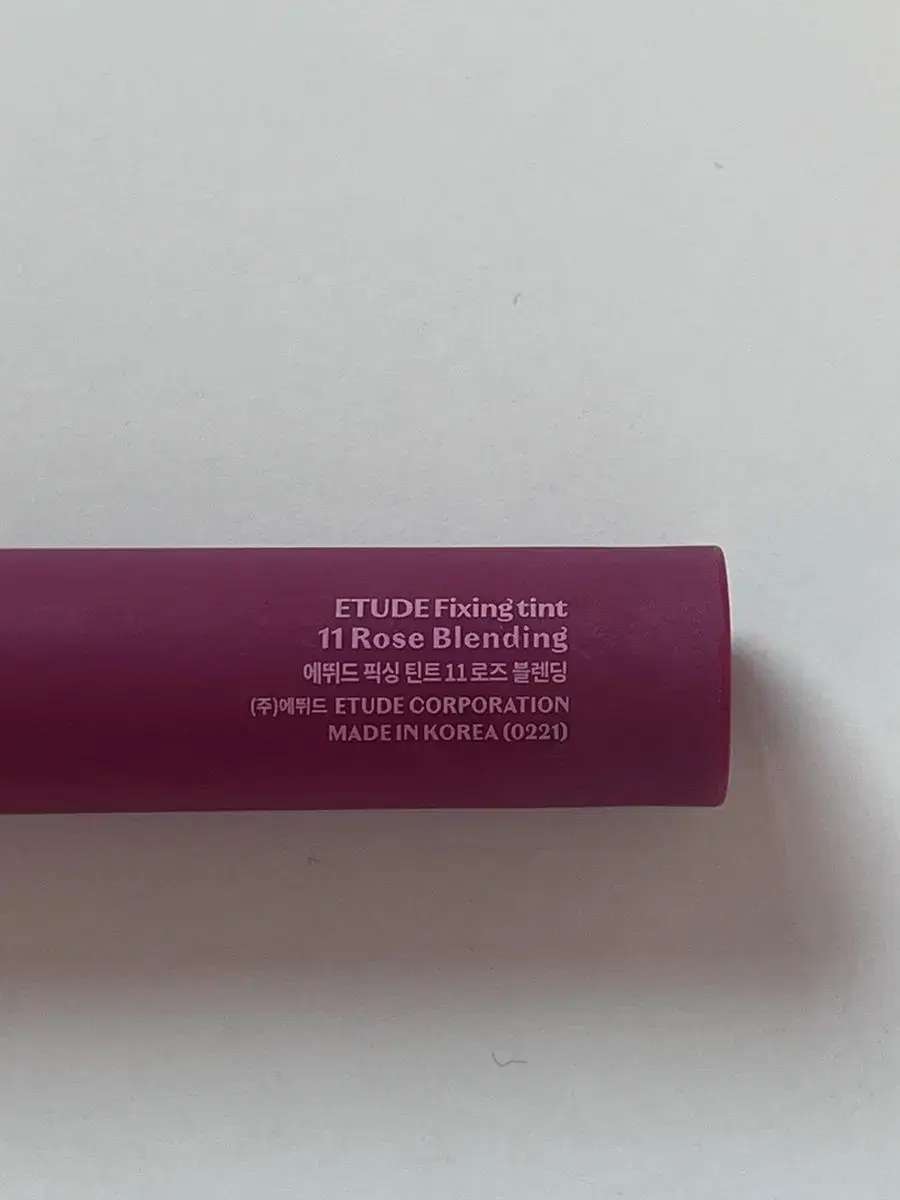 ETUDE Fixing tint
11 Rose Blending
에뛰드 픽싱 틴트 11 로즈 블렌딩
(주)에뛰드 ETUDE CORPORATION
MADE IN KOREA (0221)